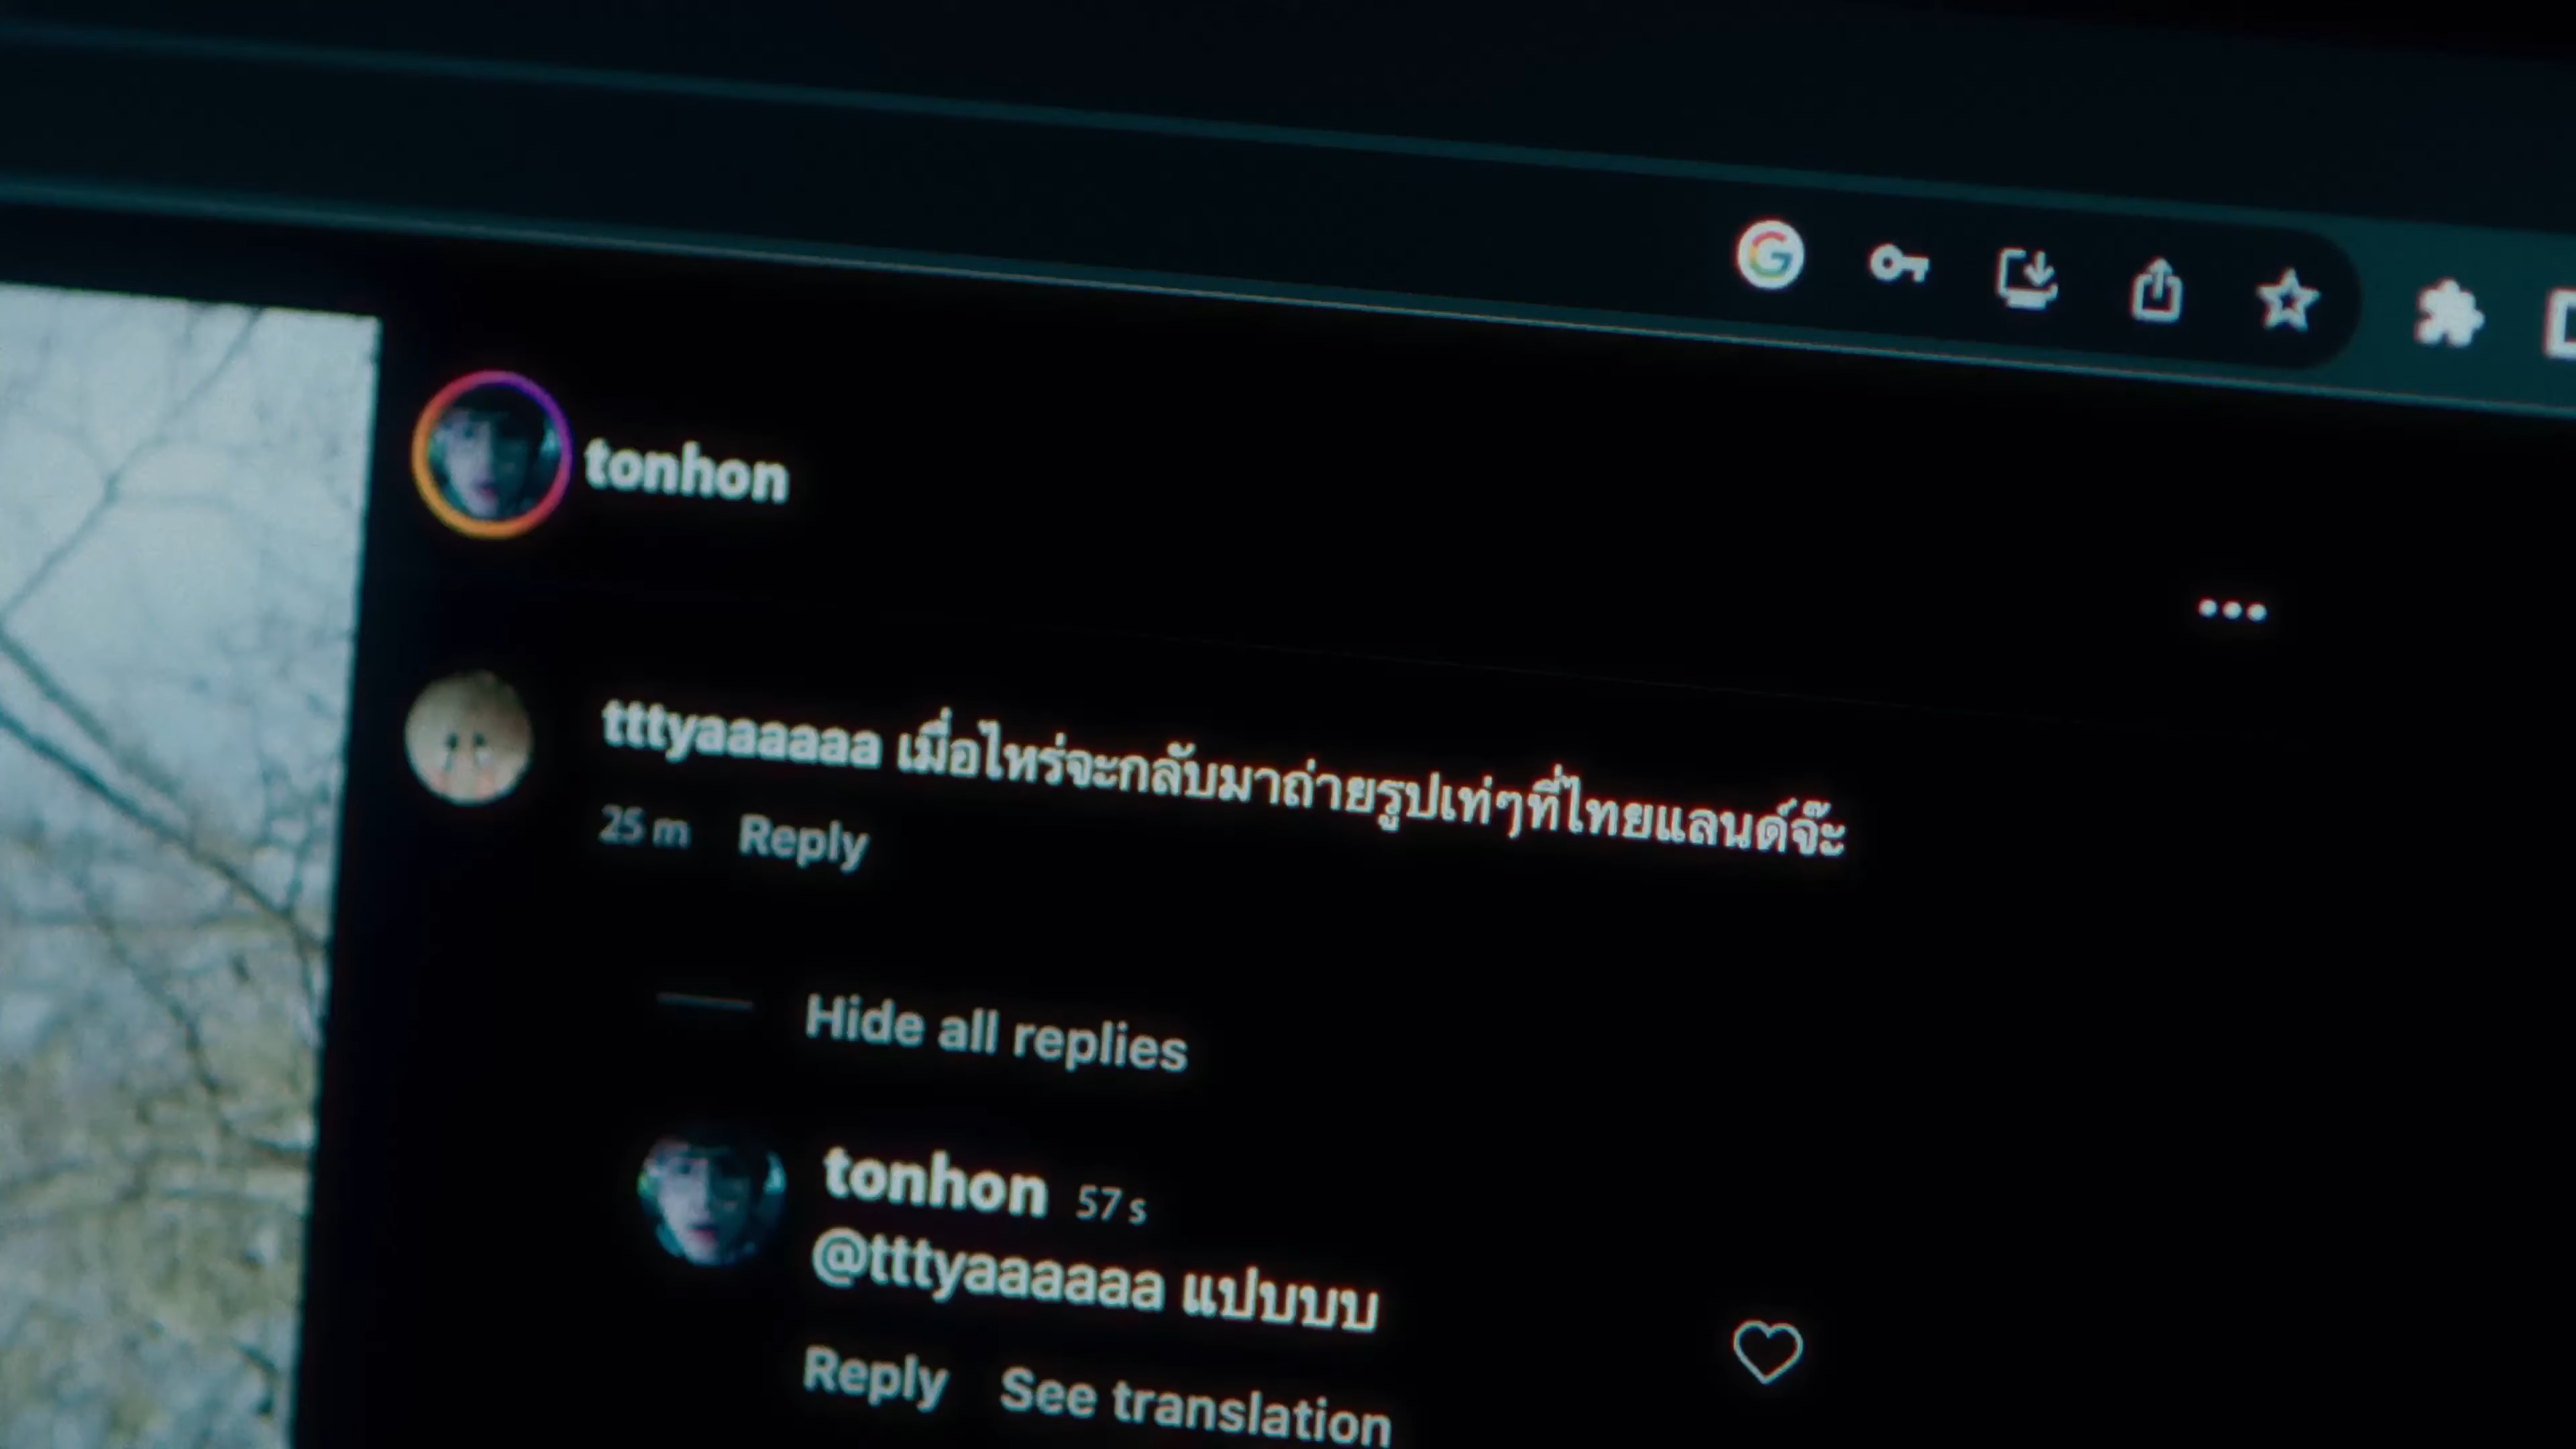 tonhon
tttyaaaaaa เมื่อไหร่จะกลับมาถ่ายรูปเท่ๆที่ไทยแลนด์จ๊ะ
25 m Reply
Hide all replies
tonhon 57 s
@tttyaaaaaa แปบบบ
Reply See translation